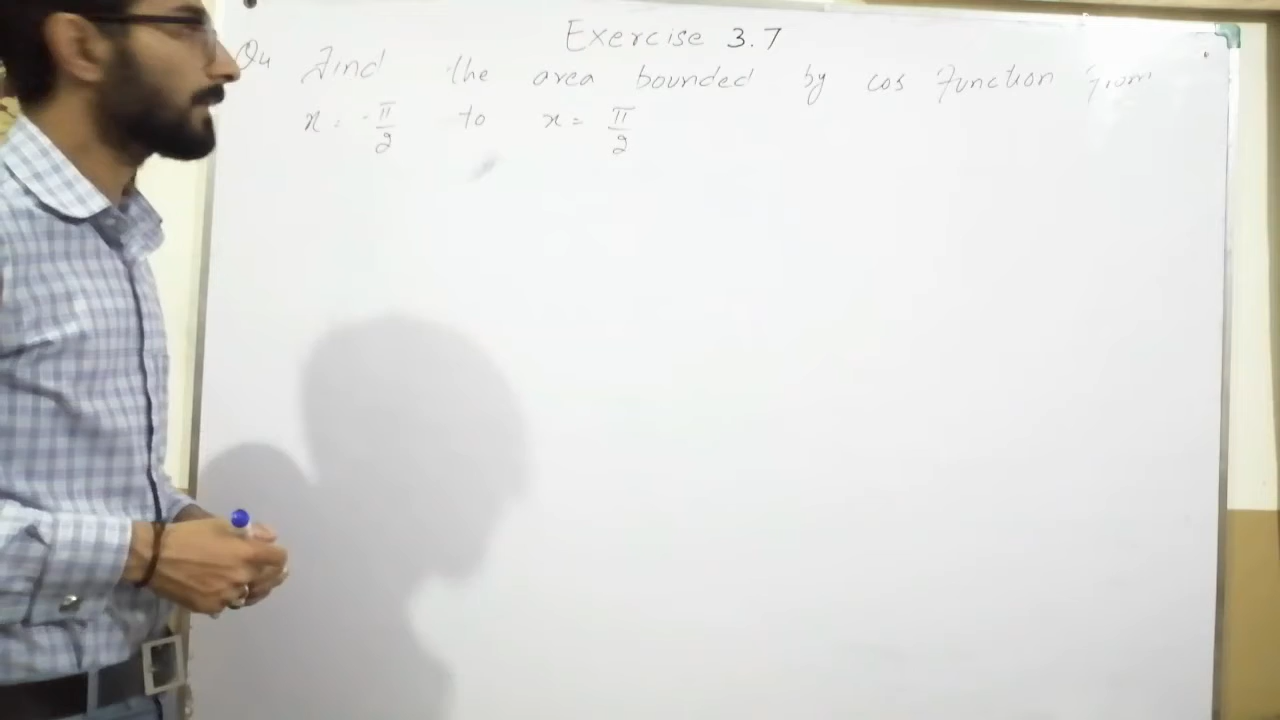 Exercise 3.7
Q4 Find the area bounded by cos function from
x = -π/2 to x = π/2